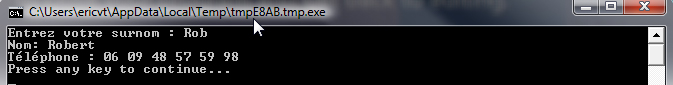 C:\Users\ericvt\AppData\Local\Temp\tmpE8AB.tmp.exe
Entrez votre surnom : Rob
Nom: Robert
Téléphone : 06 09 48 57 59 98
Press any key to continue...